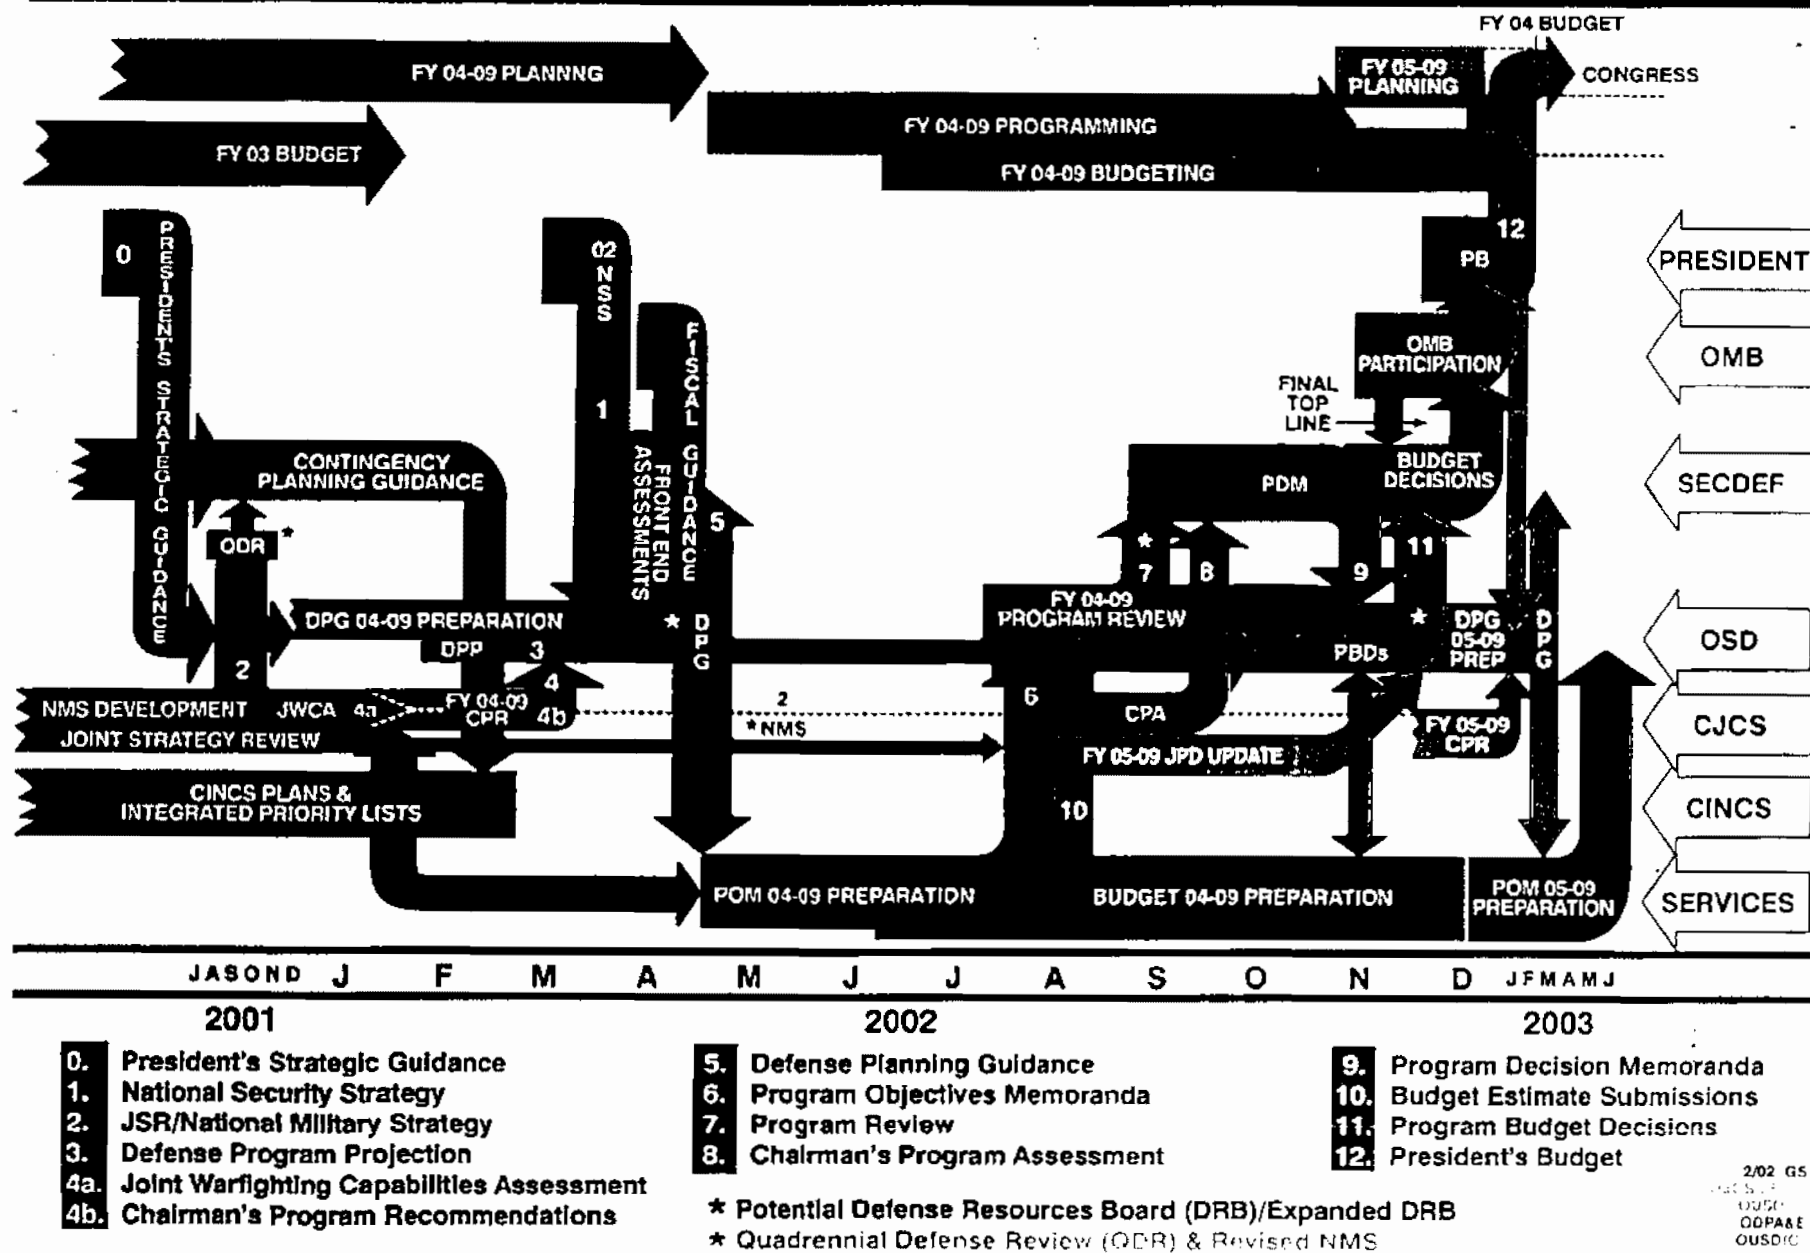 FY 04 BUDGET
FY 04-09 PLANNNG
FY 05-09
PLANNING
CONGRESS
FY 04-09 PROGRAMMING
FY 03 BUDGET
FY 04-09 BUDGETING
0
PRESIDENT'S STRATEGIC GUIDANCE
02
NSS
1
12
PB
PRESIDENT
FISCAL GUIDANCE
OMB
PARTICIPATION
OMB
FINAL
TOP
LINE
FRONT END
ASSESSMENTS
CONTINGENCY
PLANNING GUIDANCE
PDM
BUDGET
DECISIONS
SECDEF
QDR
*
5
*
7
8
9
11
DPG 04-09 PREPARATION
*
DPG
FY 04-09
PROGRAM REVIEW
*
DPG
05-09
PREP
DPG
OSD
DPP
3
PBDs
2
4
NMS DEVELOPMENT
JWCA
4a
FY 04-09
CPR
4b
2
*NMS
6
CPA
FY 05-09
CPR
CJCS
JOINT STRATEGY REVIEW
FY 05-09 JPD UPDATE
CINCS PLANS &
INTEGRATED PRIORITY LISTS
10
CINCS
POM 04-09 PREPARATION
BUDGET 04-09 PREPARATION
POM 05-09
PREPARATION
SERVICES
JASOND J F M A M J J A S O N D JFMAMJ
2001
2002
2003
0. President's Strategic Guidance
1. National Security Strategy
2. JSR/National Military Strategy
3. Defense Program Projection
4a. Joint Warfighting Capabilities Assessment
4b. Chairman's Program Recommendations
5. Defense Planning Guidance
6. Program Objectives Memoranda
7. Program Review
8. Chairman's Program Assessment
9. Program Decision Memoranda
10. Budget Estimate Submissions
11. Program Budget Decisions
12. President's Budget
* Potential Defense Resources Board (DRB)/Expanded DRB
* Quadrennial Defense Review (QDR) & Revised NMS
2/02 GS
ODPA&E